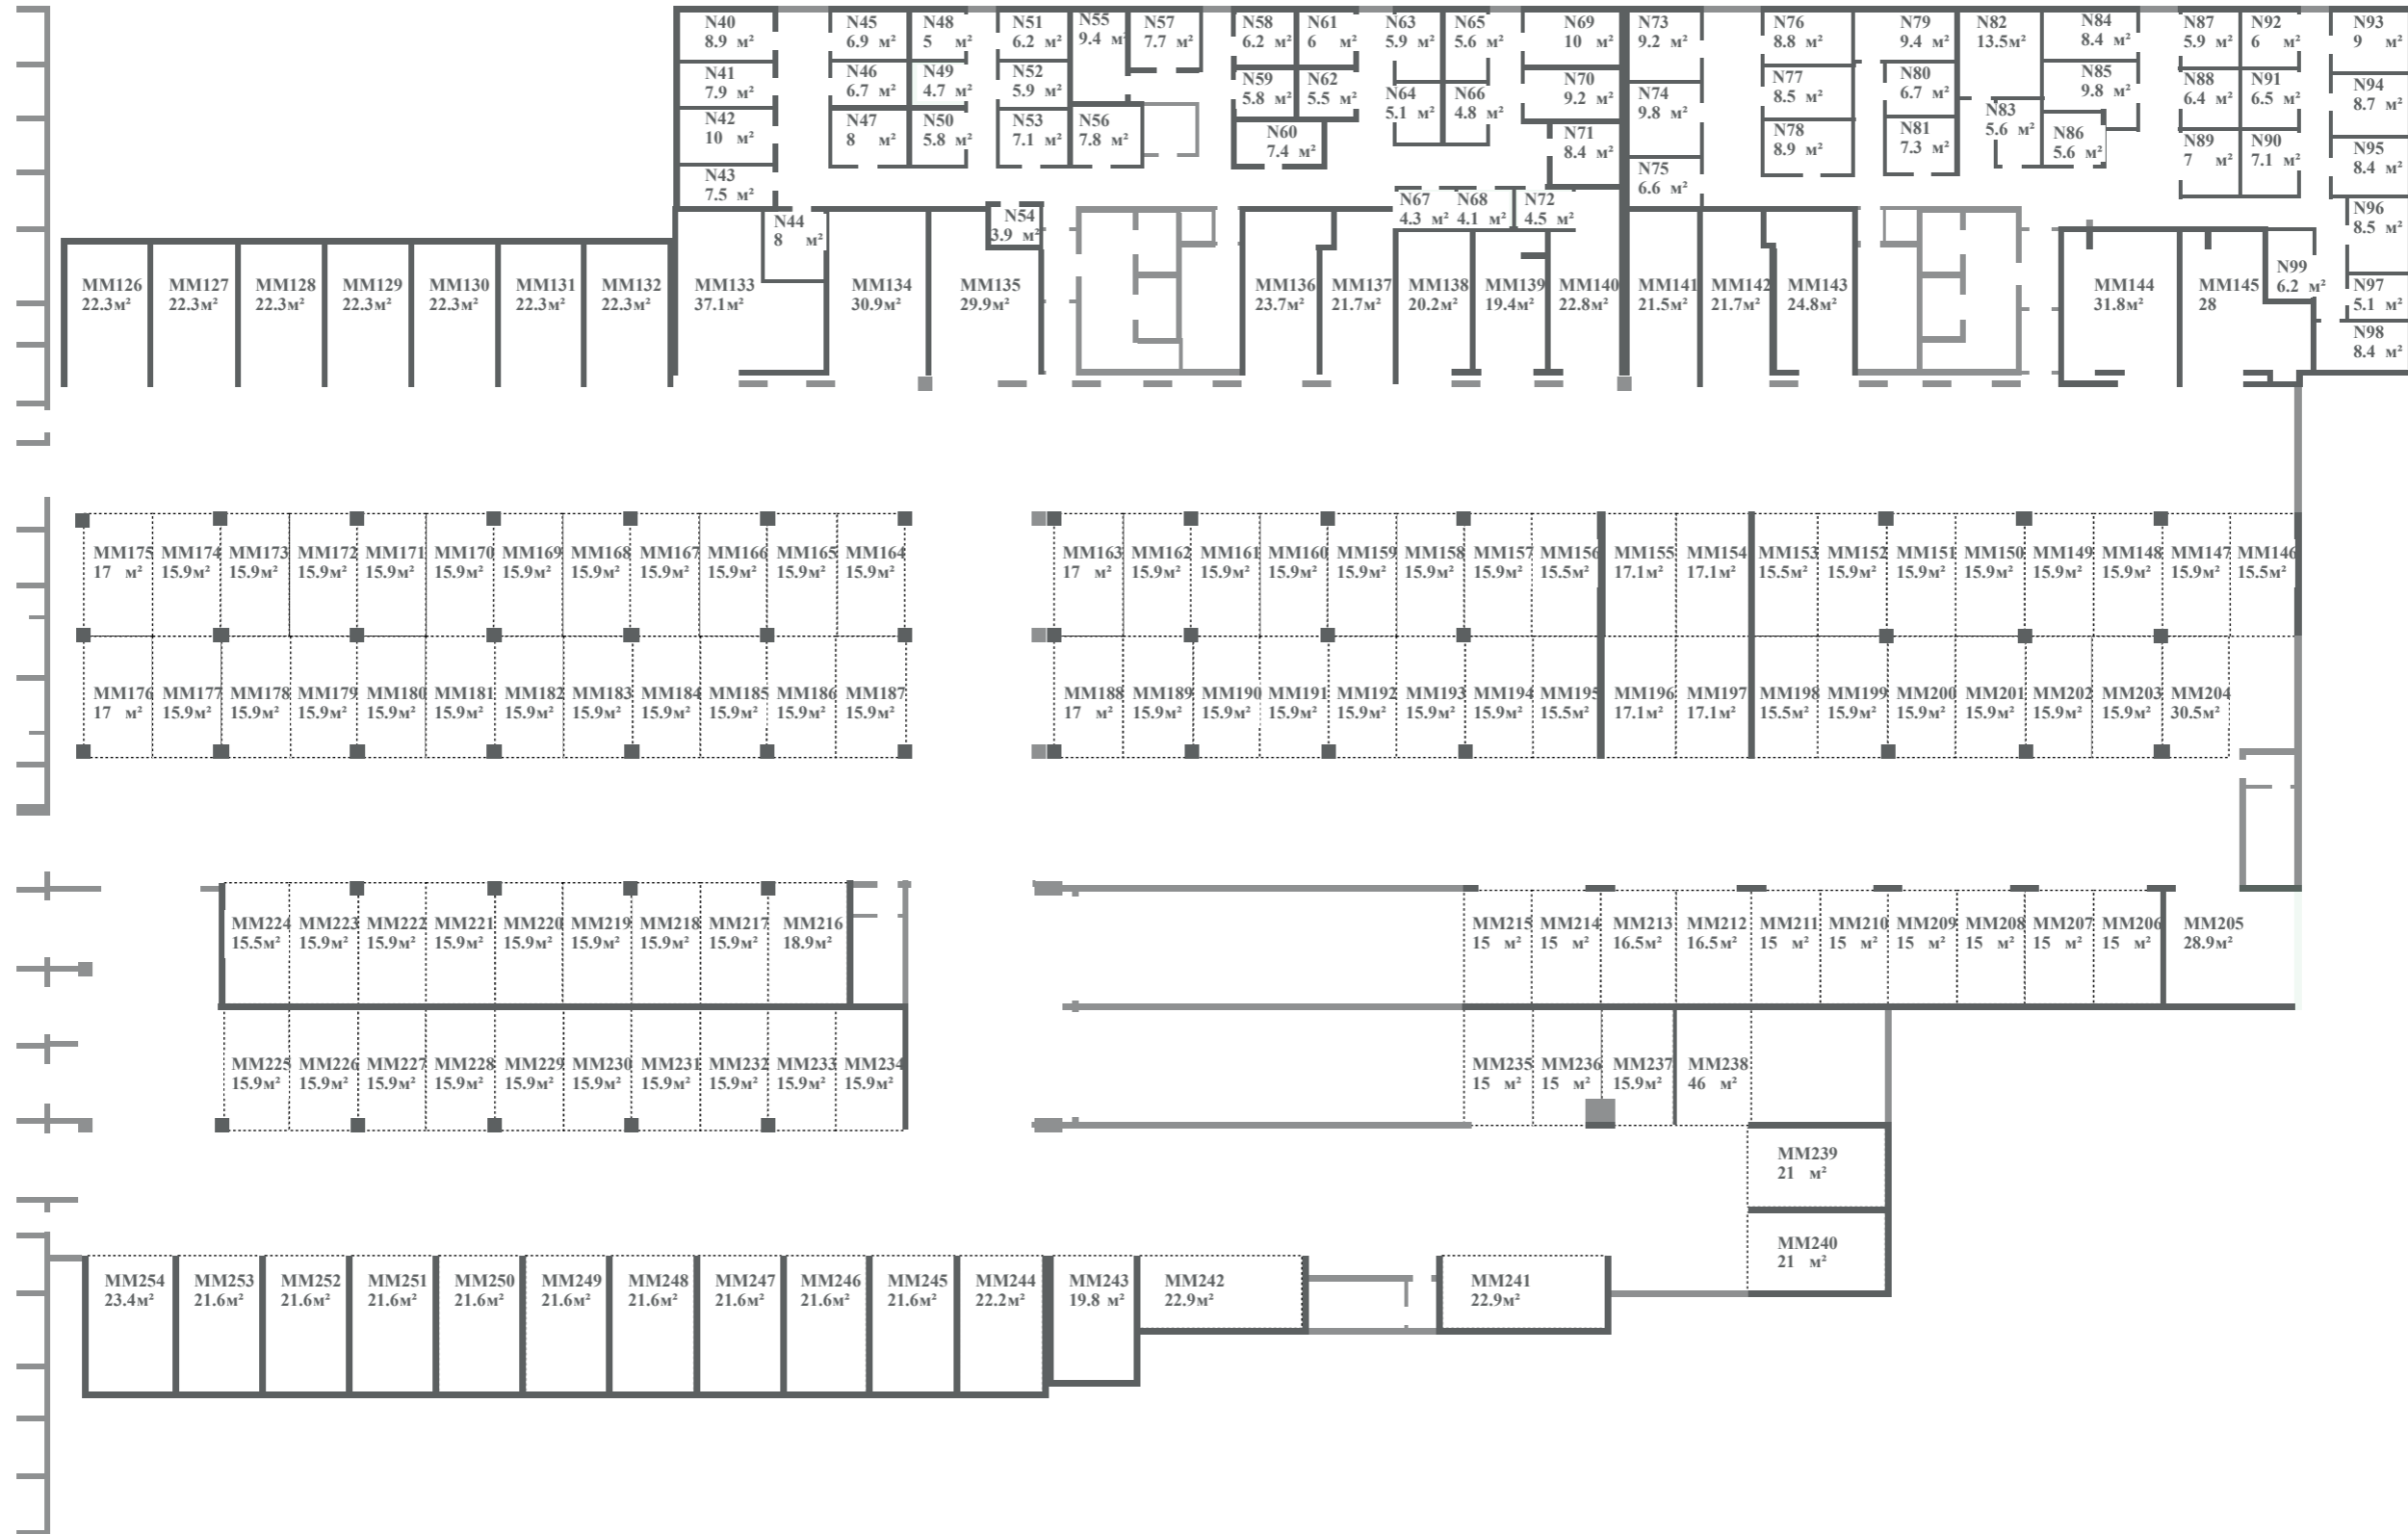 N40
8.9 м²
N41
7.9 м²
N42
10 м²
N43
7.5 м²
N44
8 м²
N45
6.9 м²
N46
6.7 м²
N47
8 м²
N48
5 м²
N49
4.7 м²
N50
5.8 м²
N51
6.2 м²
N52
5.9 м²
N53
7.1 м²
N54
3.9 м²
N55
9.4 м²
N56
7.8 м²
N57
7.7 м²
N58
6.2 м²
N59
5.8 м²
N60
7.4 м²
N61
6 м²
N62
5.5 м²
N63
5.9 м²
N64
5.1 м²
N65
5.6 м²
N66
4.8 м²
N67
4.3 м²
N68
4.1 м²
N69
10 м²
N70
9.2 м²
N71
8.4 м²
N72
4.5 м²
N73
9.2 м²
N74
9.8 м²
N75
6.6 м²
N76
8.8 м²
N77
8.5 м²
N78
8.9 м²
N79
9.4 м²
N80
6.7 м²
N81
7.3 м²
N82
13.5м²
N83
5.6 м²
N84
8.4 м²
N85
9.8 м²
N86
5.6 м²
N87
5.9 м²
N88
6.4 м²
N89
7 м²
N92
6 м²
N91
6.5 м²
N90
7.1 м²
N93
9 м²
N94
8.7 м²
N95
8.4 м²
N96
8.5 м²
N97
5.1 м²
N98
8.4 м²
N99
6.2 м²
MM126
22.3м²
MM127
22.3м²
MM128
22.3м²
MM129
22.3м²
MM130
22.3м²
MM131
22.3м²
MM132
22.3м²
MM133
37.1м²
MM134
30.9м²
MM135
29.9м²
MM136
23.7м²
MM137
21.7м²
MM138
20.2м²
MM139
19.4м²
MM140
22.8м²
MM141
21.5м²
MM142
21.7м²
MM143
24.8м²
MM144
31.8м²
MM145
28
MM175
17 м²
MM174
15.9м²
MM173
15.9м²
MM172
15.9м²
MM171
15.9м²
MM170
15.9м²
MM169
15.9м²
MM168
15.9м²
MM167
15.9м²
MM166
15.9м²
MM165
15.9м²
MM164
15.9м²
MM163
17 м²
MM162
15.9м²
MM161
15.9м²
MM160
15.9м²
MM159
15.9м²
MM158
15.9м²
MM157
15.9м²
MM156
15.5м²
MM155
17.1м²
MM154
17.1м²
MM153
15.5м²
MM152
15.9м²
MM151
15.9м²
MM150
15.9м²
MM149
15.9м²
MM148
15.9м²
MM147
15.9м²
MM146
15.5м²
MM176
17 м²
MM177
15.9м²
MM178
15.9м²
MM179
15.9м²
MM180
15.9м²
MM181
15.9м²
MM182
15.9м²
MM183
15.9м²
MM184
15.9м²
MM185
15.9м²
MM186
15.9м²
MM187
15.9м²
MM188
17 м²
MM189
15.9м²
MM190
15.9м²
MM191
15.9м²
MM192
15.9м²
MM193
15.9м²
MM194
15.9м²
MM195
15.5м²
MM196
17.1м²
MM197
17.1м²
MM198
15.5м²
MM199
15.9м²
MM200
15.9м²
MM201
15.9м²
MM202
15.9м²
MM203
15.9м²
MM204
30.5м²
MM224
15.5м²
MM223
15.9м²
MM222
15.9м²
MM221
15.9м²
MM220
15.9м²
MM219
15.9м²
MM218
15.9м²
MM217
15.9м²
MM216
18.9м²
MM215
15 м²
MM214
15 м²
MM213
16.5м²
MM212
16.5м²
MM211
15 м²
MM210
15 м²
MM209
15 м²
MM208
15 м²
MM207
15 м²
MM206
15 м²
MM205
28.9м²
MM225
15.9м²
MM226
15.9м²
MM227
15.9м²
MM228
15.9м²
MM229
15.9м²
MM230
15.9м²
MM231
15.9м²
MM232
15.9м²
MM233
15.9м²
MM234
15.9м²
MM235
15 м²
MM236
15 м²
MM237
15.9м²
MM238
46 м²
MM239
21 м²
MM240
21 м²
MM254
23.4м²
MM253
21.6м²
MM252
21.6м²
MM251
21.6м²
MM250
21.6м²
MM249
21.6м²
MM248
21.6м²
MM247
21.6м²
MM246
21.6м²
MM245
21.6м²
MM244
22.2м²
MM243
19.8 м²
MM242
22.9м²
MM241
22.9м²